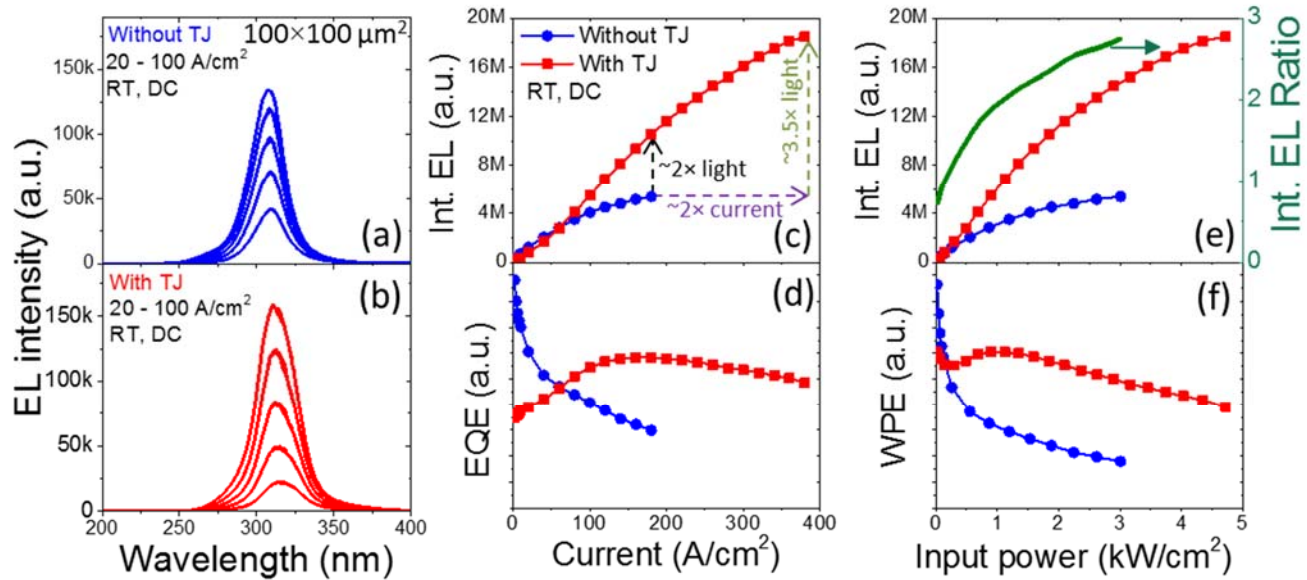 Without TJ
100×100 µm²
20 - 100 A/cm²
RT, DC
150k
100k
50k
0
(a)
With TJ
20 - 100 A/cm²
RT, DC
150k
100k
50k
0
(b)
EL intensity (a.u.)
200 250 300 350 400
Wavelength (nm)
20M
16M
12M
8M
4M
0
Int. EL (a.u.)
Without TJ
With TJ
RT, DC
~2× light
~2× current
~3.5× light
(c)
EQE (a.u.)
(d)
0 100 200 300 400
Current (A/cm²)
20M
16M
12M
8M
4M
0
Int. EL (a.u.)
3
2
1
0
Int. EL Ratio
(e)
WPE (a.u.)
(f)
0 1 2 3 4 5
Input power (kW/cm²)